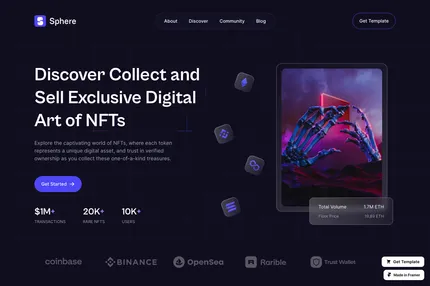 Sphere
About
Discover
Community
Blog
Get Template
Discover Collect and
Sell Exclusive Digital
Art of NFTs
Explore the captivating world of NFTs, where each token
represents a unique digital asset, and trust in verified
ownership as you collect these one-of-a-kind treasures.
Get Started
$1M+
TRANSACTIONS
20K+
RARE NFTS
10K+
USERS
Total Volume
1.7M ETH
Floor Price
coinbase
BINANCE
OpenSea
Rarible
Trust Wallet
Get Template
Made in Framer